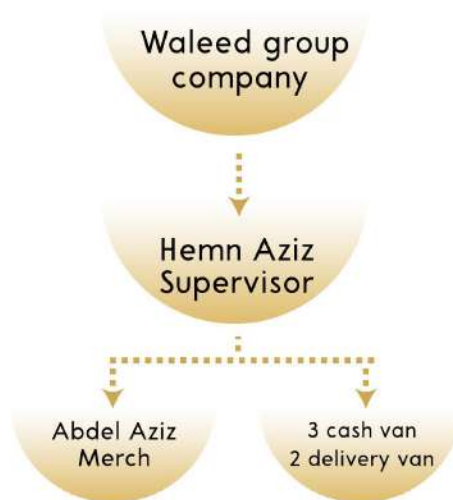 Waleed group
company
Hemn Aziz
Supervisor
Abdel Aziz
Merch
3 cash van
2 delivery van